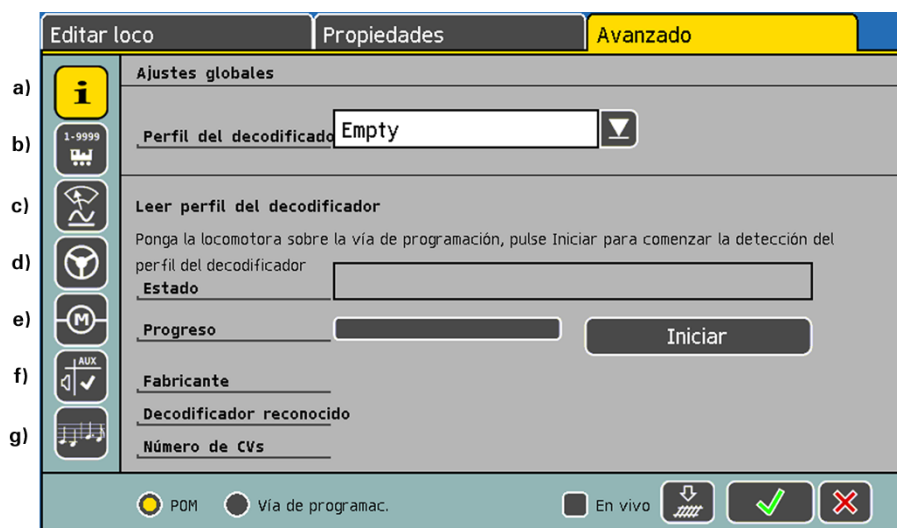 Editar loco Propiedades Avanzado
a) i
Ajustes globales
b) 1-9999
Perfil del decodificado Empty
c)
Leer perfil del decodificador
Ponga la locomotora sobre la vía de programación, pulse Iniciar para comenzar la detección del
perfil del decodificador
d)
Estado
e) M
Progreso Iniciar
f) AUX
Fabricante
Decodificador reconocido
g)
Número de CVs
POM Vía de programac. En vivo